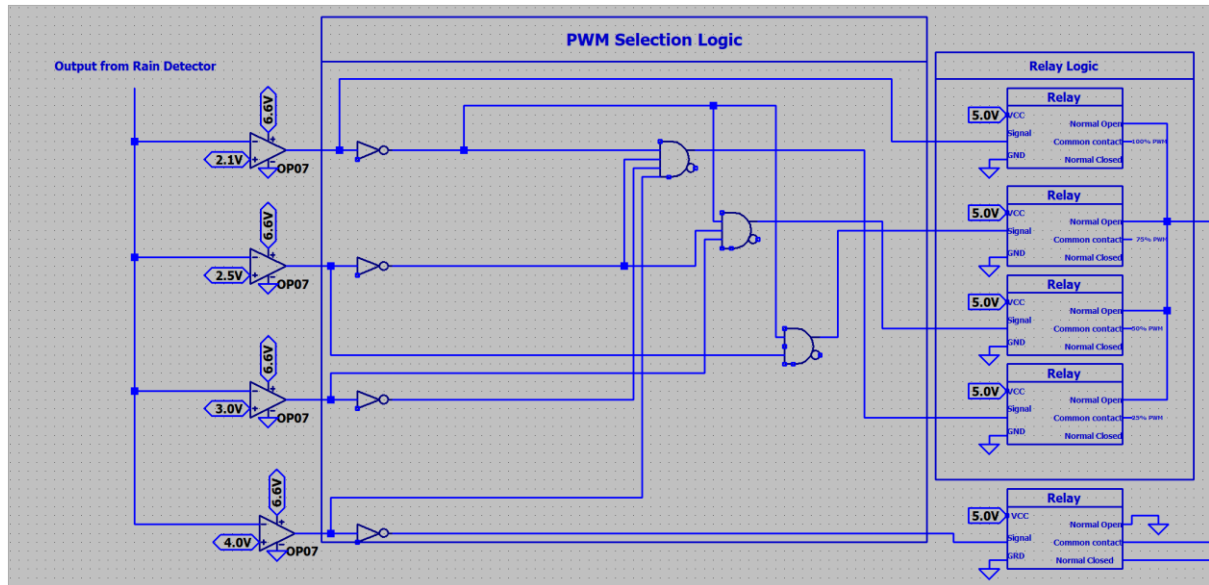 PWM Selection Logic
Output from Rain Detector
Relay Logic
6.6V
2.1V
OP07
Relay
5.0V
VCC
Signal
GND
Normal Open
Common contact
100% PWM
Normal Closed
6.6V
2.5V
OP07
Relay
5.0V
VCC
Signal
GND
Normal Open
Common contact
75% PWM
Normal Closed
Relay
5.0V
VCC
Signal
GND
Normal Open
Common contact
50% PWM
Normal Closed
6.6V
3.0V
OP07
Relay
5.0V
VCC
Signal
GND
Normal Open
Common contact
25% PWM
Normal Closed
6.6V
4.0V
OP07
Relay
5.0V
VCC
Signal
GRD
Normal Open
Common contact
Normal Closed